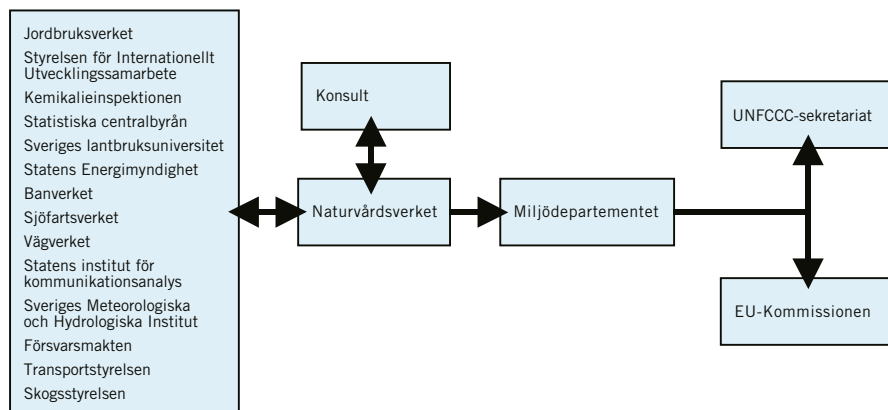 Jordbruksverket
Styrelsen för Internationellt
Utvecklingssamarbete
Kemikalieinspektionen
Statistiska centralbyrån
Sveriges lantbruksuniversitet
Statens Energimyndighet
Banverket
Sjöfartsverket
Vägverket
Statens institut för
kommunikationsanalys
Sveriges Meteorologiska
och Hydrologiska Institut
Försvarsmakten
Transportstyrelsen
Skogsstyrelsen
Konsult
Naturvårdsverket
Miljödepartementet
UNFCCC-sekretariat
EU-Kommissionen